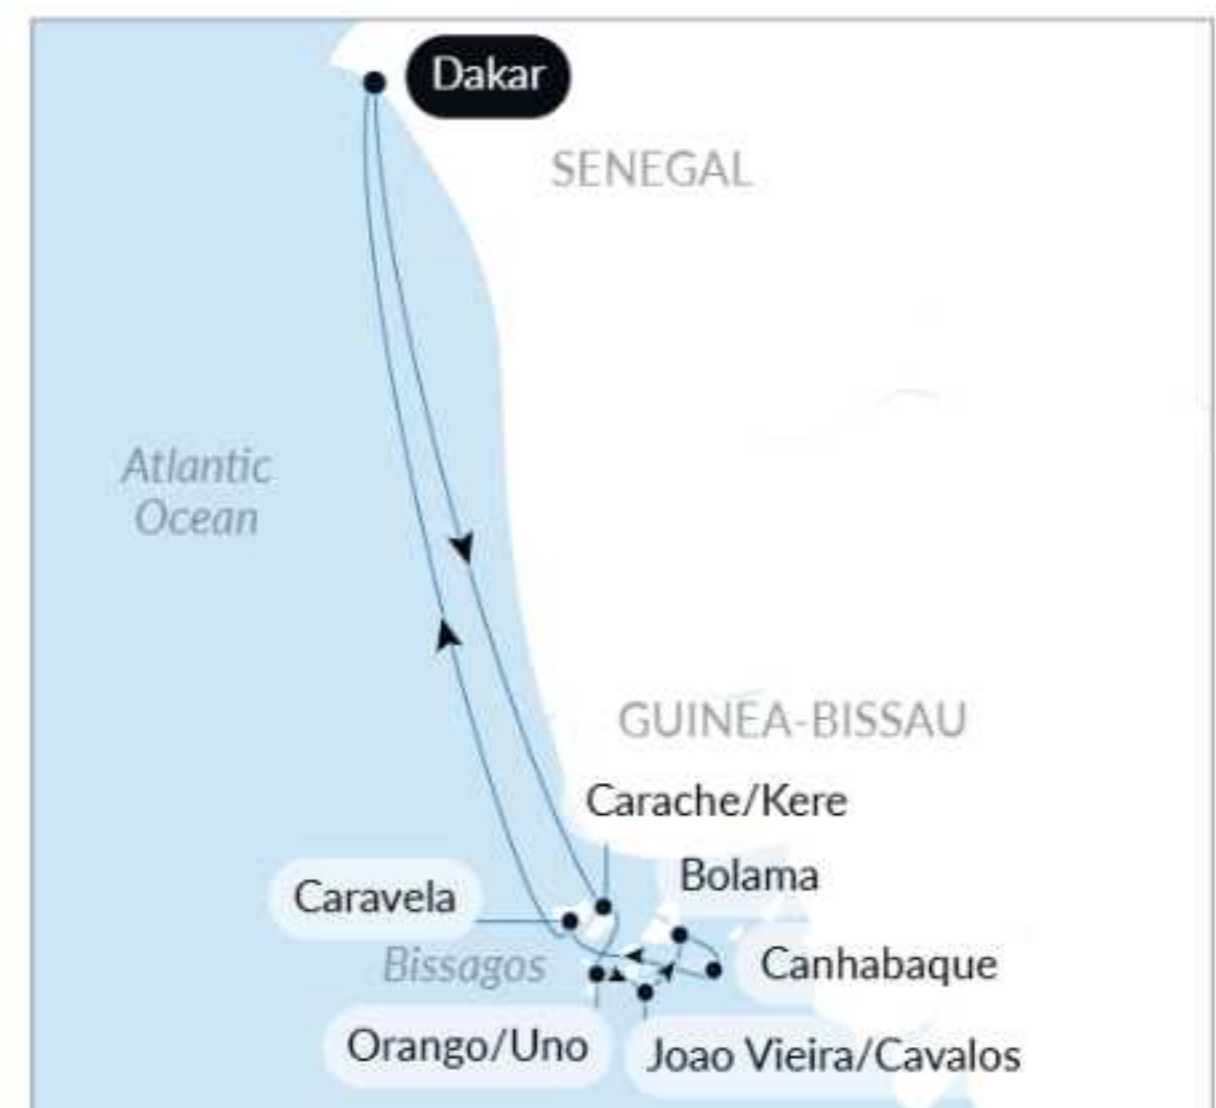 Dakar
SENEGAL
Atlantic
Ocean
GUINEA-BISSAU
Carache/Kere
Bolama
Caravela
Bissagos
Canhabaque
Orango/Uno
Joao Vieira/Cavalos